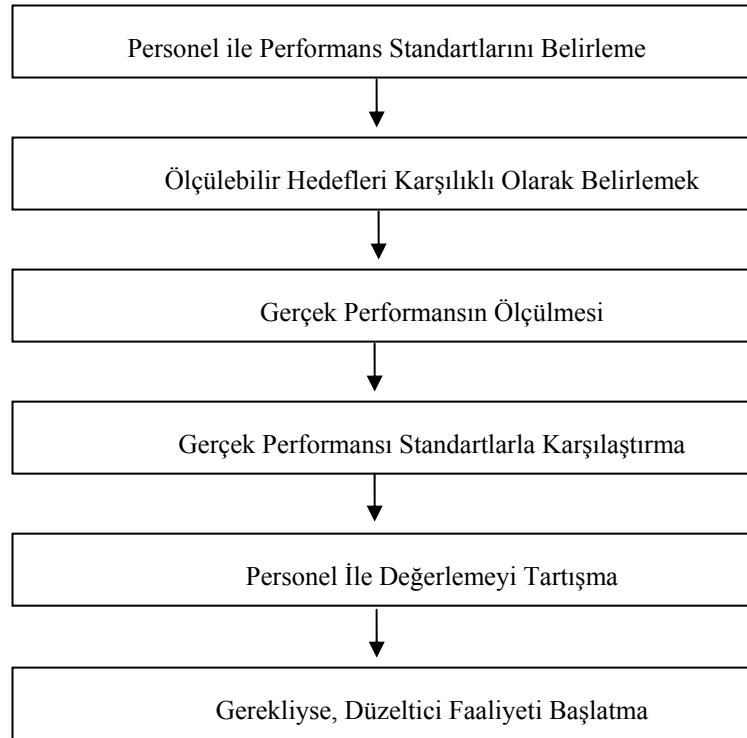 Personel ile Performans Standartlarını Belirleme
Ölçülebilir Hedefleri Karşılıklı Olarak Belirlemek
Gerçek Performansın Ölçülmesi
Gerçek Performansı Standartlarla Karşılaştırma
Personel İle Değerlemeyi Tartışma
Gerekliyse, Düzeltici Faaliyeti Başlatma